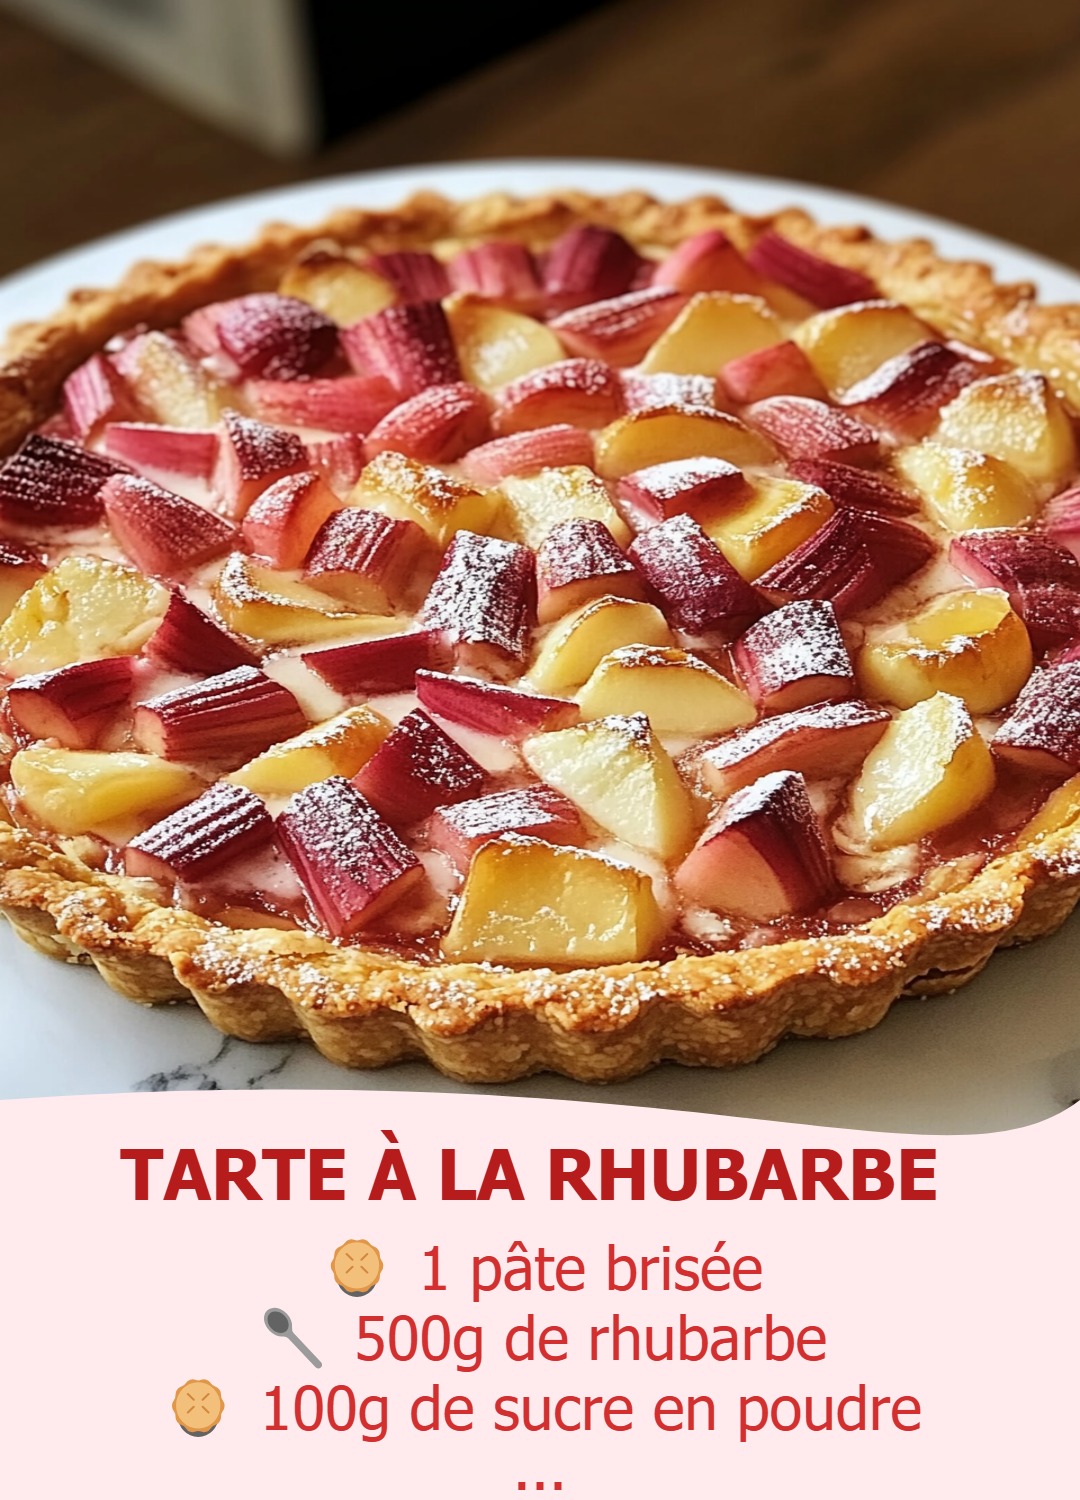 TARTE À LA RHUBARBE
1 pâte brisée
500g de rhubarbe
100g de sucre en poudre
...